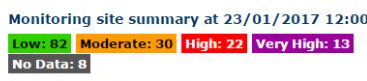 Monitoring site summary at 23/01/2017 12:00
Low: 82 Moderate: 30 High: 22 Very High: 13
No Data: 8